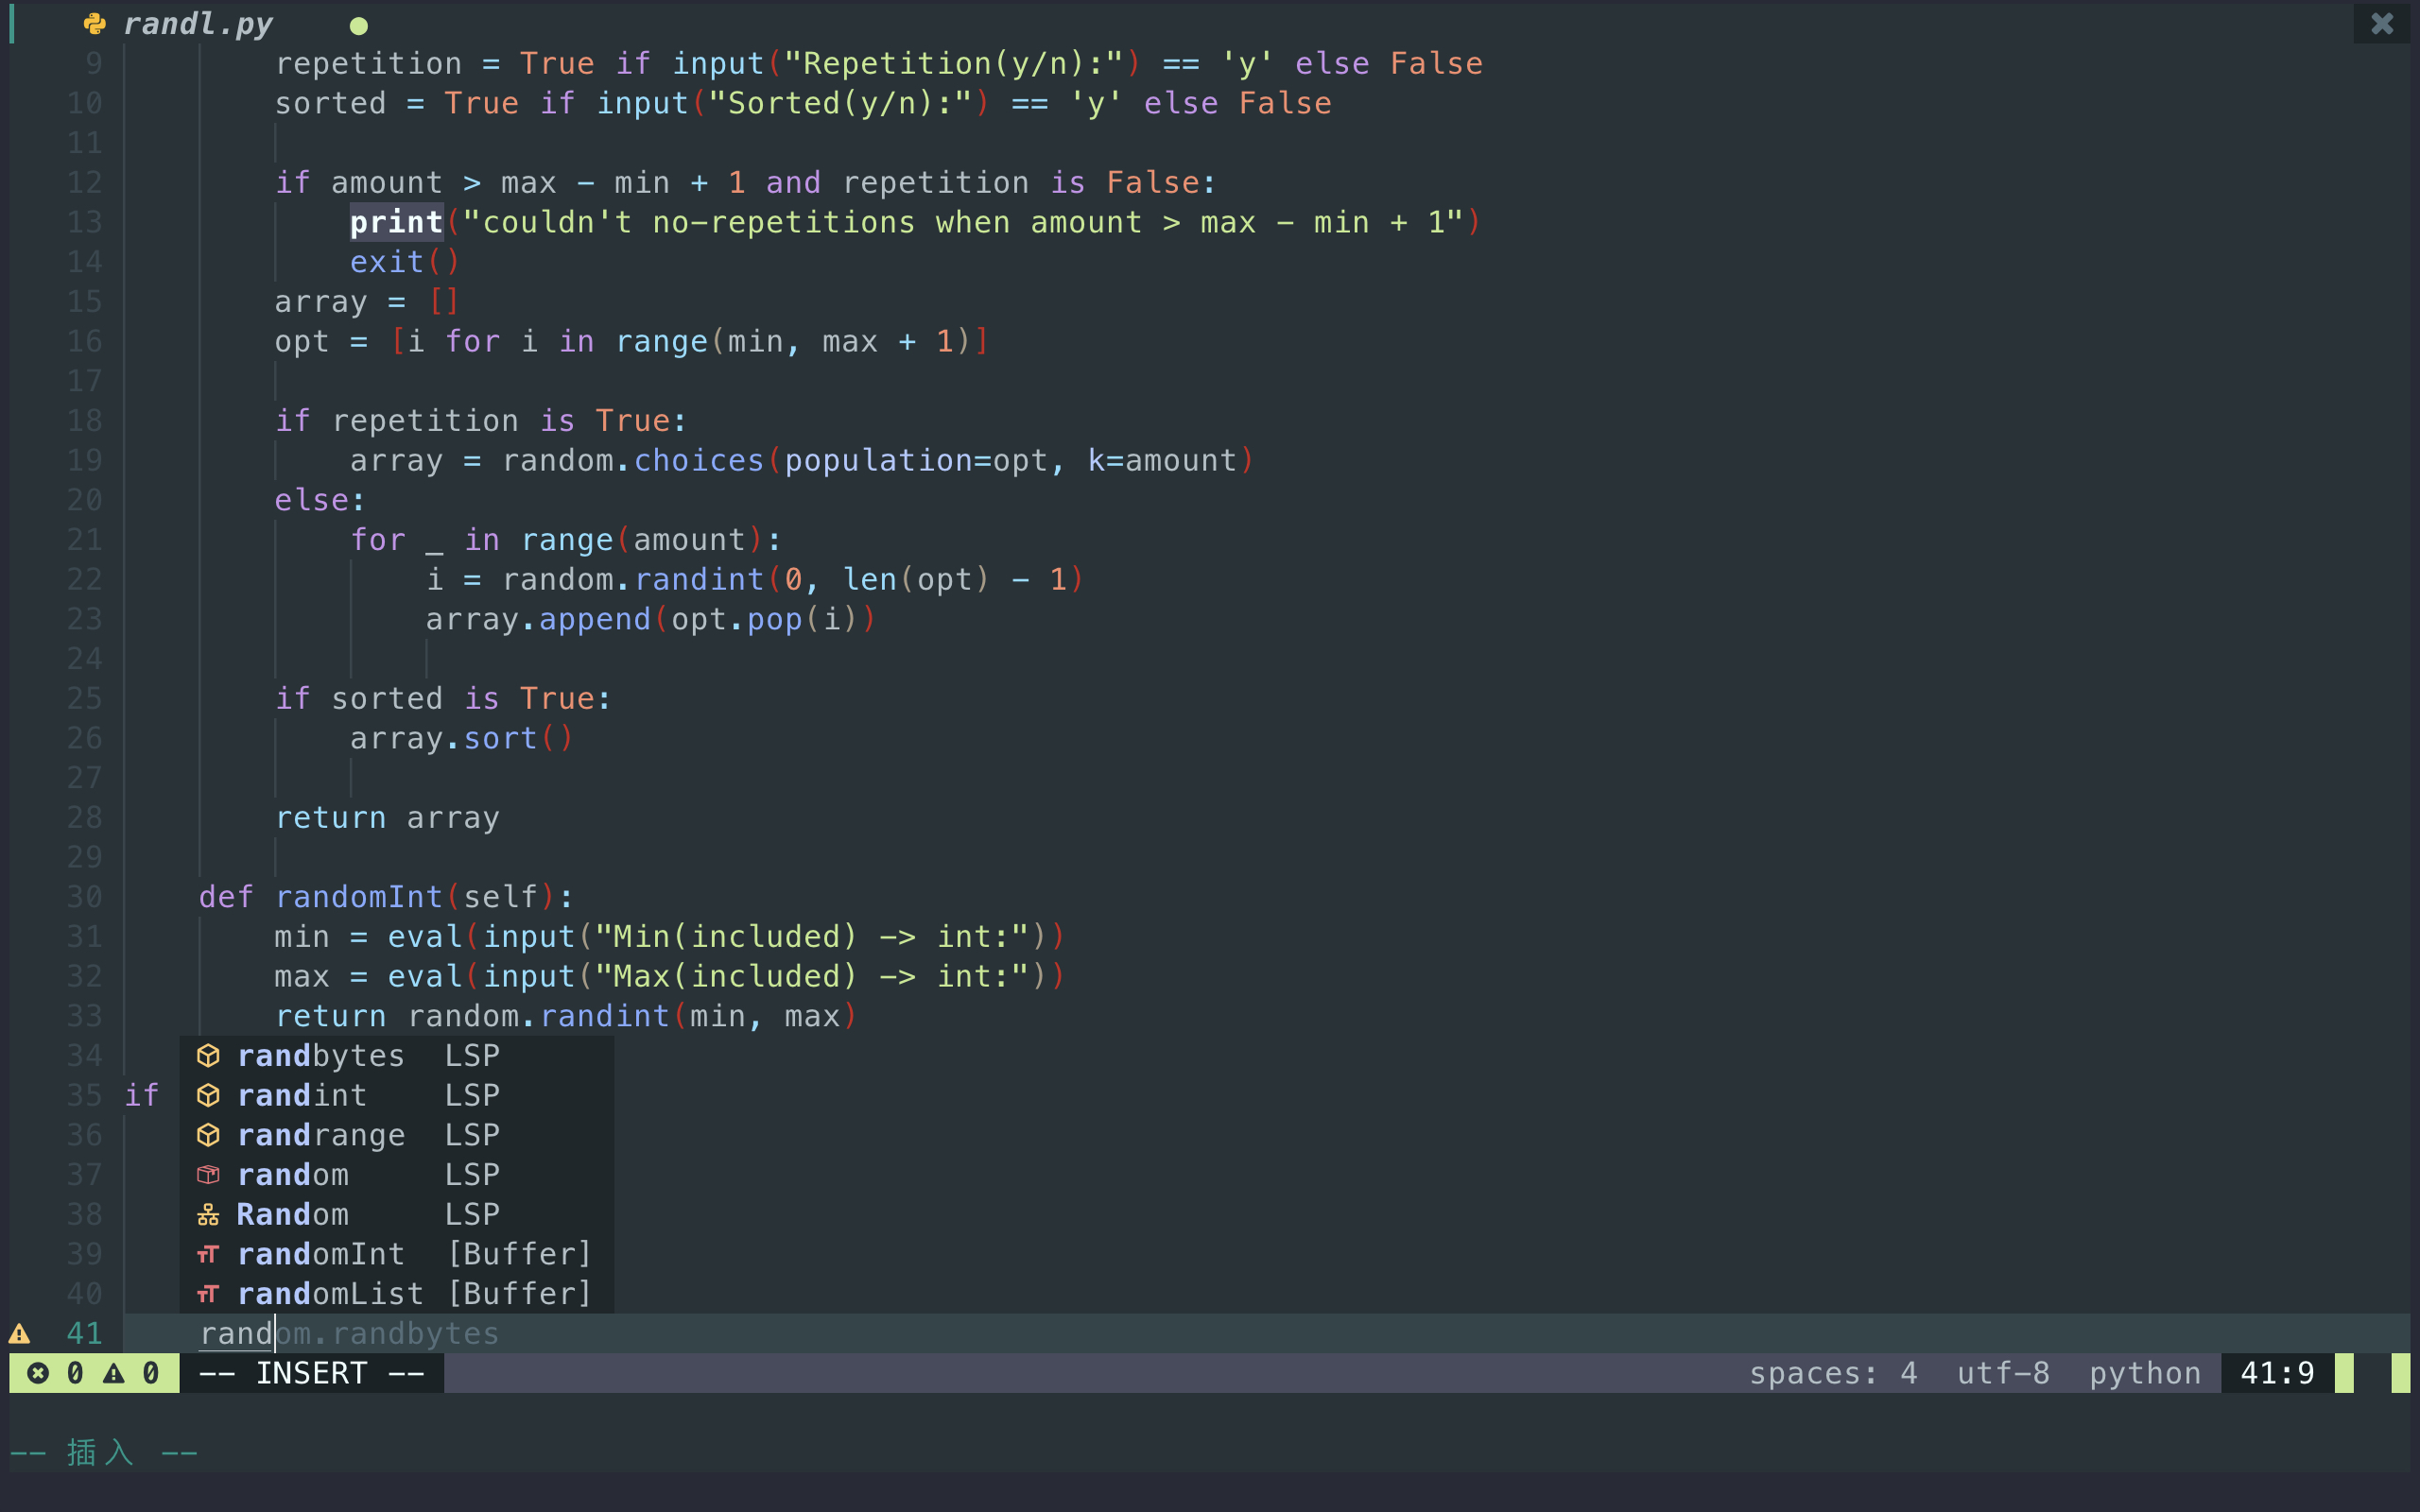 randl.py
9 repetition = True if input("Repetition(y/n):") == 'y' else False
10 sorted = True if input("Sorted(y/n):") == 'y' else False
11
12 if amount > max - min + 1 and repetition is False:
13 print("couldn't no-repetitions when amount > max - min + 1")
14 exit()
15 array = []
16 opt = [i for i in range(min, max + 1)]
17
18 if repetition is True:
19 array = random.choices(population=opt, k=amount)
20 else:
21 for _ in range(amount):
22 i = random.randint(0, len(opt) - 1)
23 array.append(opt.pop(i))
24
25 if sorted is True:
26 array.sort()
27
28 return array
29
30 def randomInt(self):
31 min = eval(input("Min(included) -> int:"))
32 max = eval(input("Max(included) -> int:"))
33 return random.randint(min, max)
34 randbytes LSP
35 if randint LSP
36 randrange LSP
37 random LSP
38 Random LSP
39 randomInt [Buffer]
40 randomList [Buffer]
41 random.randbytes
0 0 -- INSERT -- spaces: 4 utf-8 python 41:9
-- 插入 --